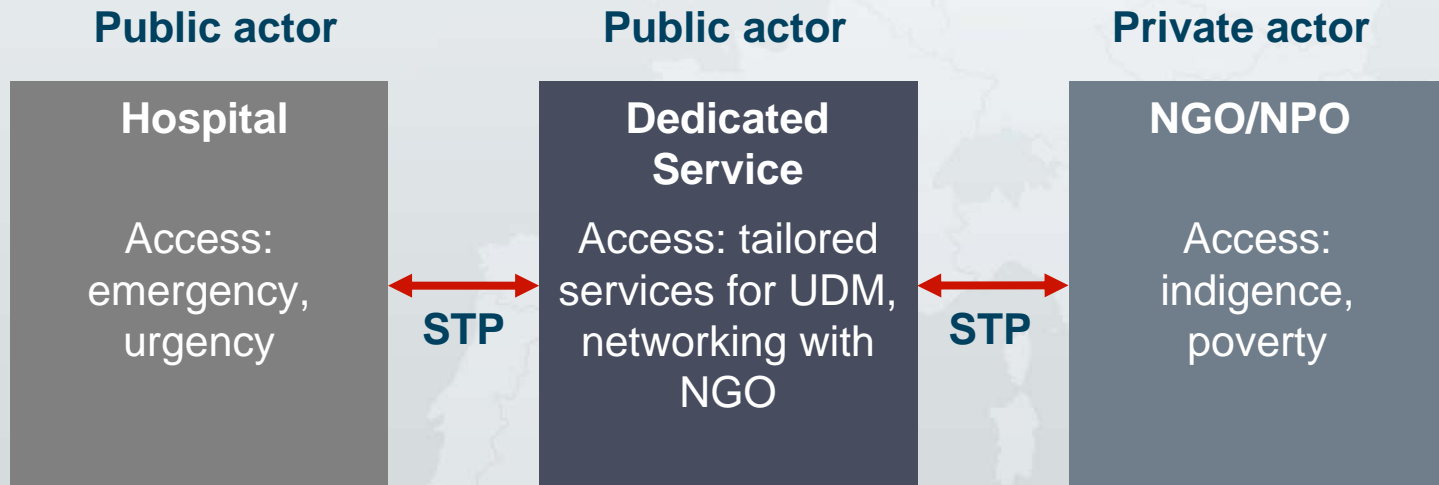 Public actor
Public actor
Private actor
Hospital
Access:
emergency,
urgency
STP
Dedicated
Service
Access: tailored
services for UDM,
networking with
NGO
STP
NGO/NPO
Access:
indigence,
poverty